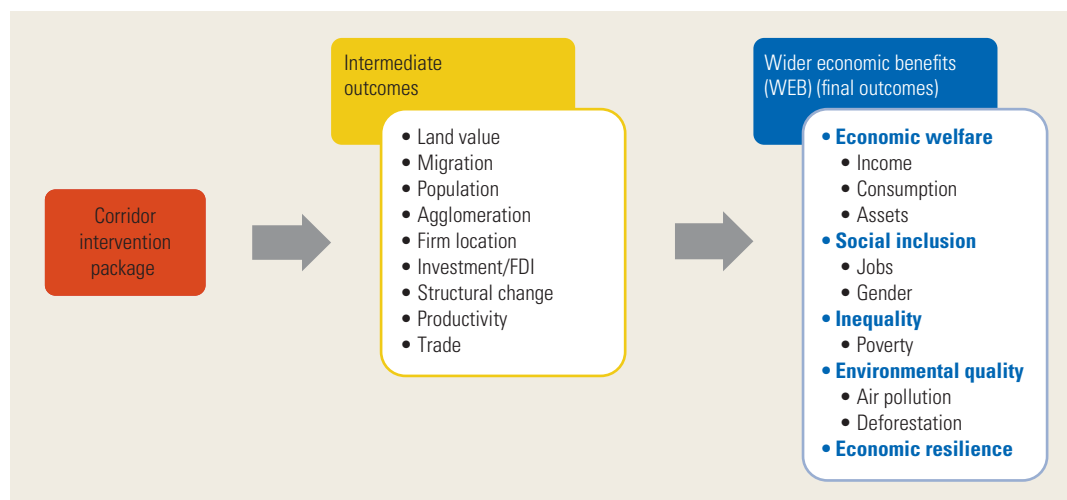 Corridor
intervention
package
Intermediate
outcomes
• Land value
• Migration
• Population
• Agglomeration
• Firm location
• Investment/FDI
• Structural change
• Productivity
• Trade
Wider economic benefits
(WEB) (final outcomes)
• Economic welfare
• Income
• Consumption
• Assets
• Social inclusion
• Jobs
• Gender
• Inequality
• Poverty
• Environmental quality
• Air pollution
• Deforestation
• Economic resilience